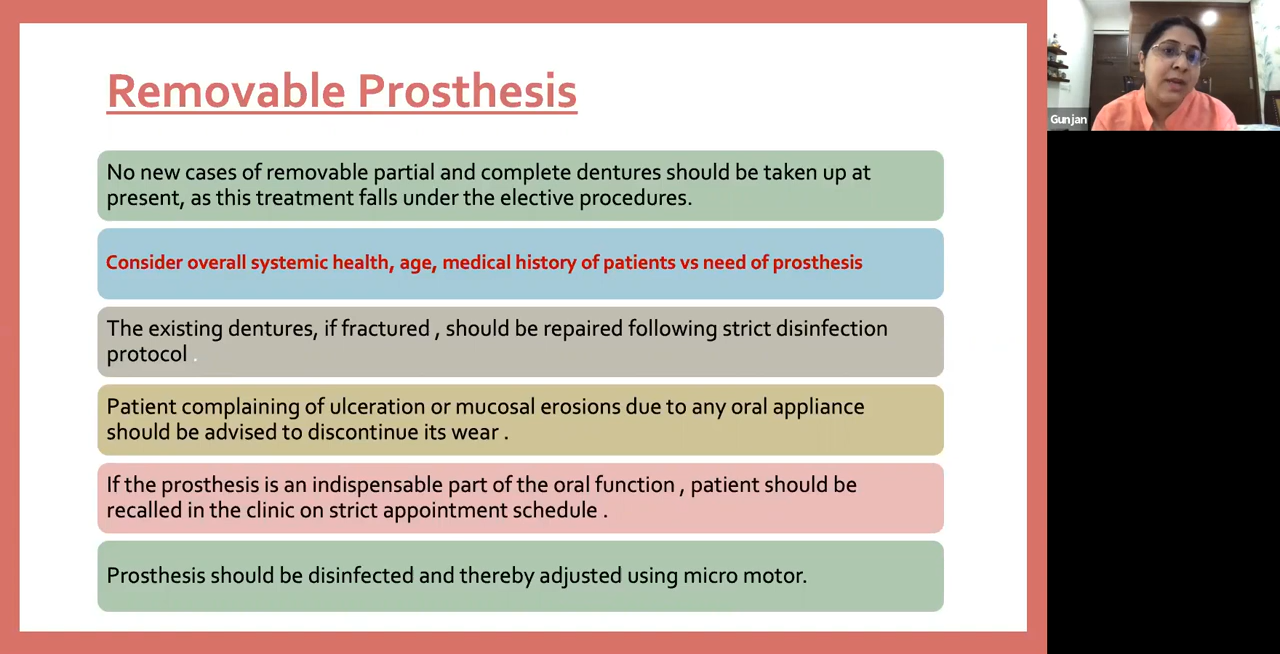 Removable Prosthesis
Gunjan
No new cases of removable partial and complete dentures should be taken up at
present, as this treatment falls under the elective procedures.
Consider overall systemic health, age, medical history of patients vs need of prosthesis
The existing dentures, if fractured , should be repaired following strict disinfection
protocol .
Patient complaining of ulceration or mucosal erosions due to any oral appliance
should be advised to discontinue its wear .
If the prosthesis is an indispensable part of the oral function , patient should be
recalled in the clinic on strict appointment schedule .
Prosthesis should be disinfected and thereby adjusted using micro motor.